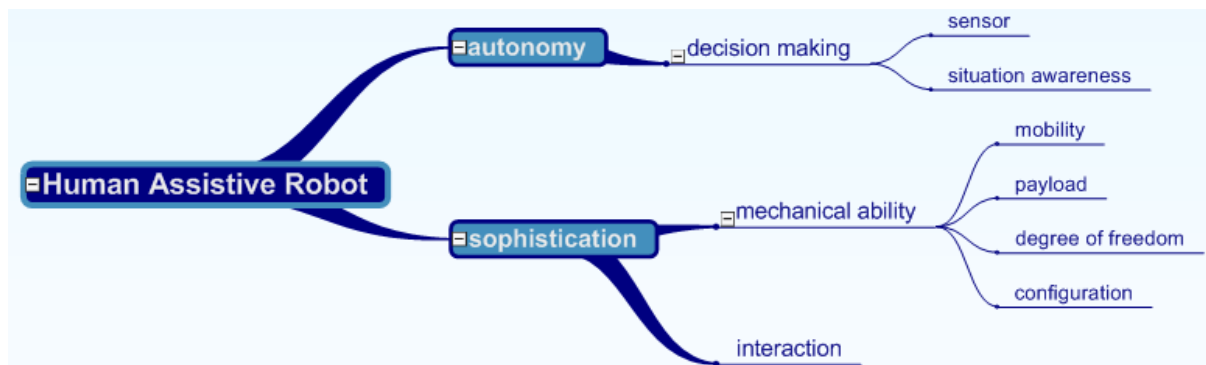 Human Assistive Robot
autonomy
decision making
sensor
situation awareness
sophistication
mechanical ability
mobility
payload
degree of freedom
configuration
interaction